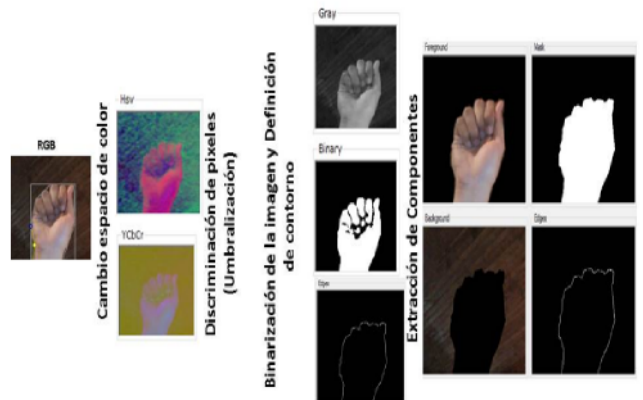 RGB
Cambio espacio de color
Hsv
YCbCr
Discriminación de pixeles
(Umbralización)
Binarización de la imagen y Definición
de contorno
Gray
Binary
Edges
Extracción de Componentes
Foreground
Mask
Background
Edges